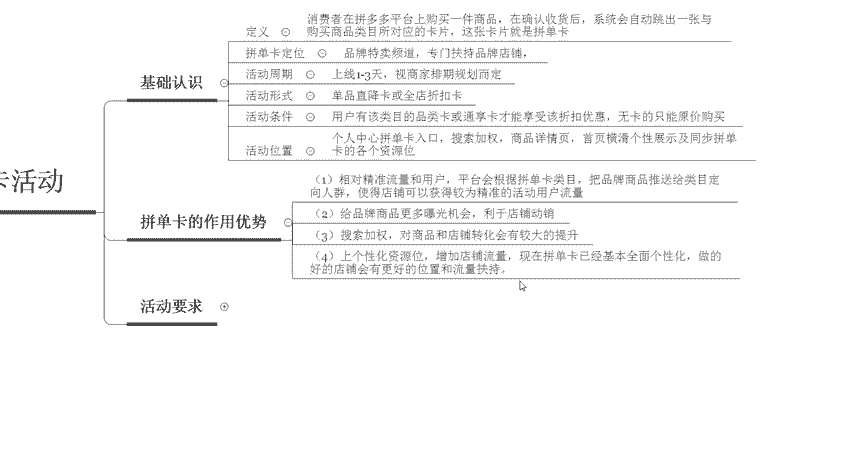 卡活动
基础认识
定义
消费者在拼多多平台上购买一件商品，在确认收货后，系统会自动跳出一张与
购买商品类目所对应的卡片，这张卡片就是拼单卡
拼单卡定位
品牌特卖频道，专门扶持品牌店铺，
活动周期
上线1-3天，视商家排期规划而定
活动形式
单品直降卡或全店折扣卡
活动条件
用户有该类目的品类卡或通享卡才能享受该折扣优惠，无卡的只能原价购买
活动位置
个人中心拼单卡入口，搜索加权，商品详情页，首页横滑个性展示及同步拼单
卡的各个资源位
拼单卡的作用优势
（1）相对精准流量和用户，平台会根据拼单卡类目，把品牌商品推送给类目定
向人群，使得店铺可以获得较为精准的活动用户流量
（2）给品牌商品更多曝光机会，利于店铺动销
（3）搜索加权，对商品和店铺转化会有较大的提升
（4）上个性化资源位，增加店铺流量，现在拼单卡已经基本全面个性化，做的
好的店铺会有更好的位置和流量扶持。
活动要求